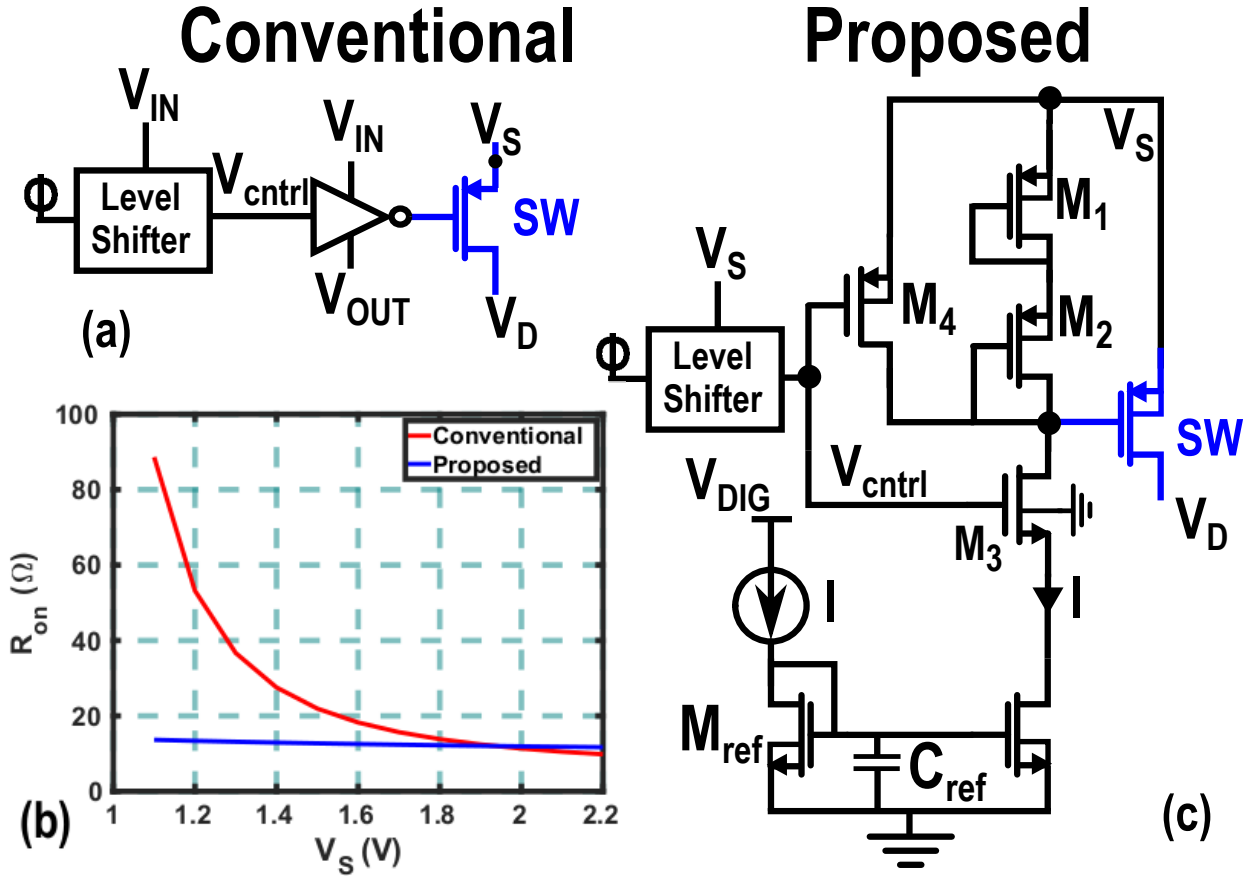 Conventional
V_IN
V_IN
V_S
Φ
Level
Shifter
V_cntrl
SW
V_OUT
V_D
(a)
Proposed
V_S
M_1
V_S
M_4
M_2
Φ
Level
Shifter
SW
V_cntrl
V_D
V_DIG
M_3
I
I
M_ref
C_ref
(c)
100
80
60
40
20
0
R_on (Ω)
Conventional
Proposed
1
1.2
1.4
1.6
1.8
2
2.2
V_S (V)
(b)